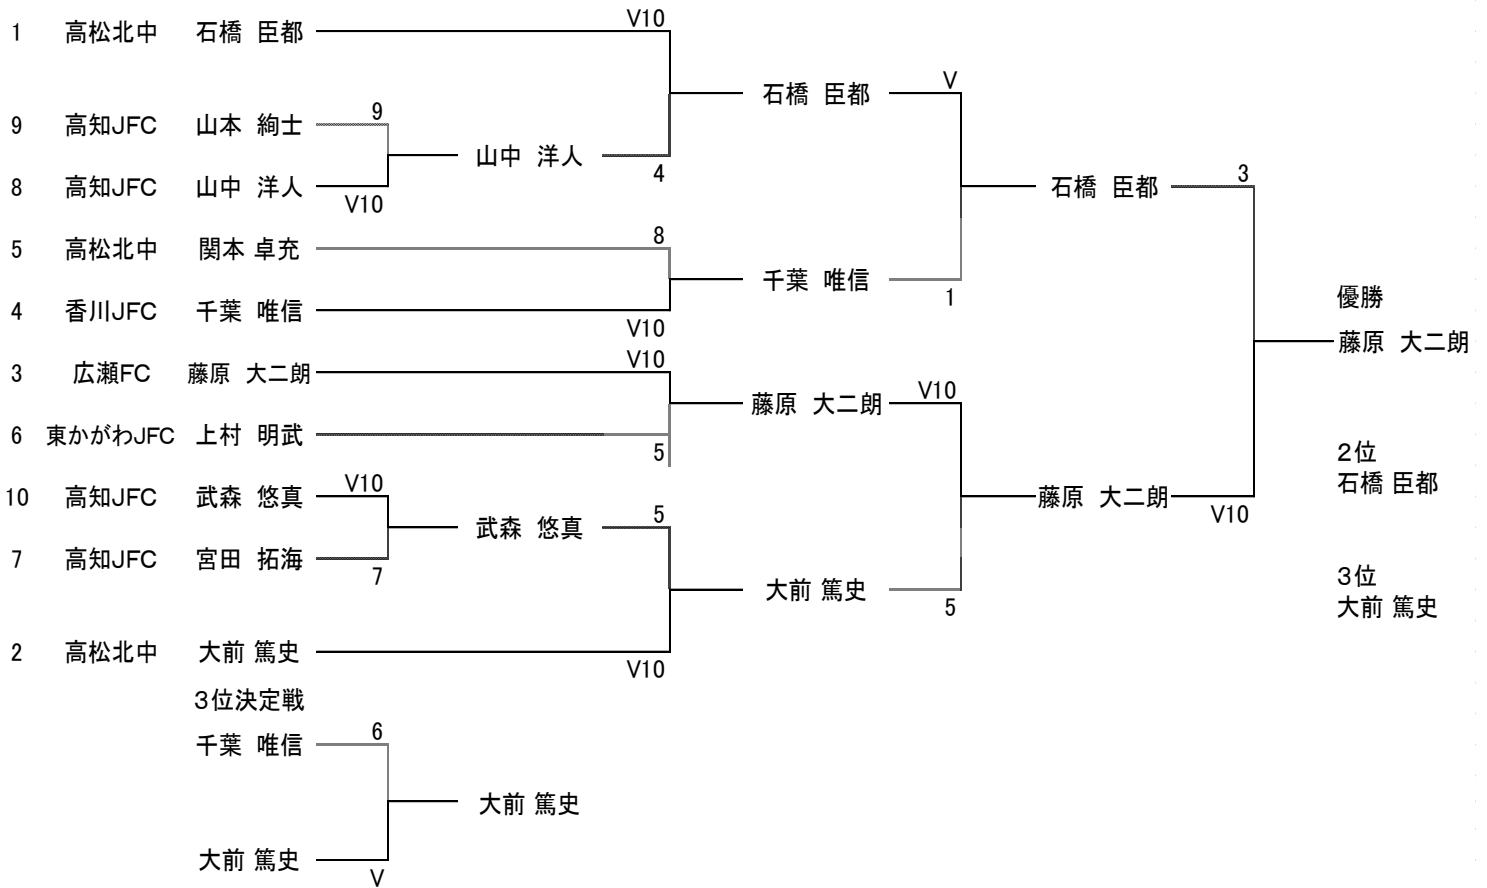 V10
1 高松北中 石橋 臣都
石橋 臣都 V
9
9 高知JFC 山本 絢士
山中 洋人
4
8 高知JFC 山中 洋人
V10
石橋 臣都 3
5 高松北中 関本 卓充 8
千葉 唯信
1
4 香川JFC 千葉 唯信
V10
優勝
藤原 大二朗
V10
3 広瀬FC 藤原 大二朗
藤原 大二朗 V10
6 東かがわJFC 上村 明武
5
2位
石橋 臣都
V10
10 高知JFC 武森 悠真
藤原 大二朗
V10
武森 悠真 5
7 高知JFC 宮田 拓海
7
大前 篤史
5
3位
大前 篤史
2 高松北中 大前 篤史
V10
3位決定戦
千葉 唯信 6
大前 篤史
大前 篤史
V